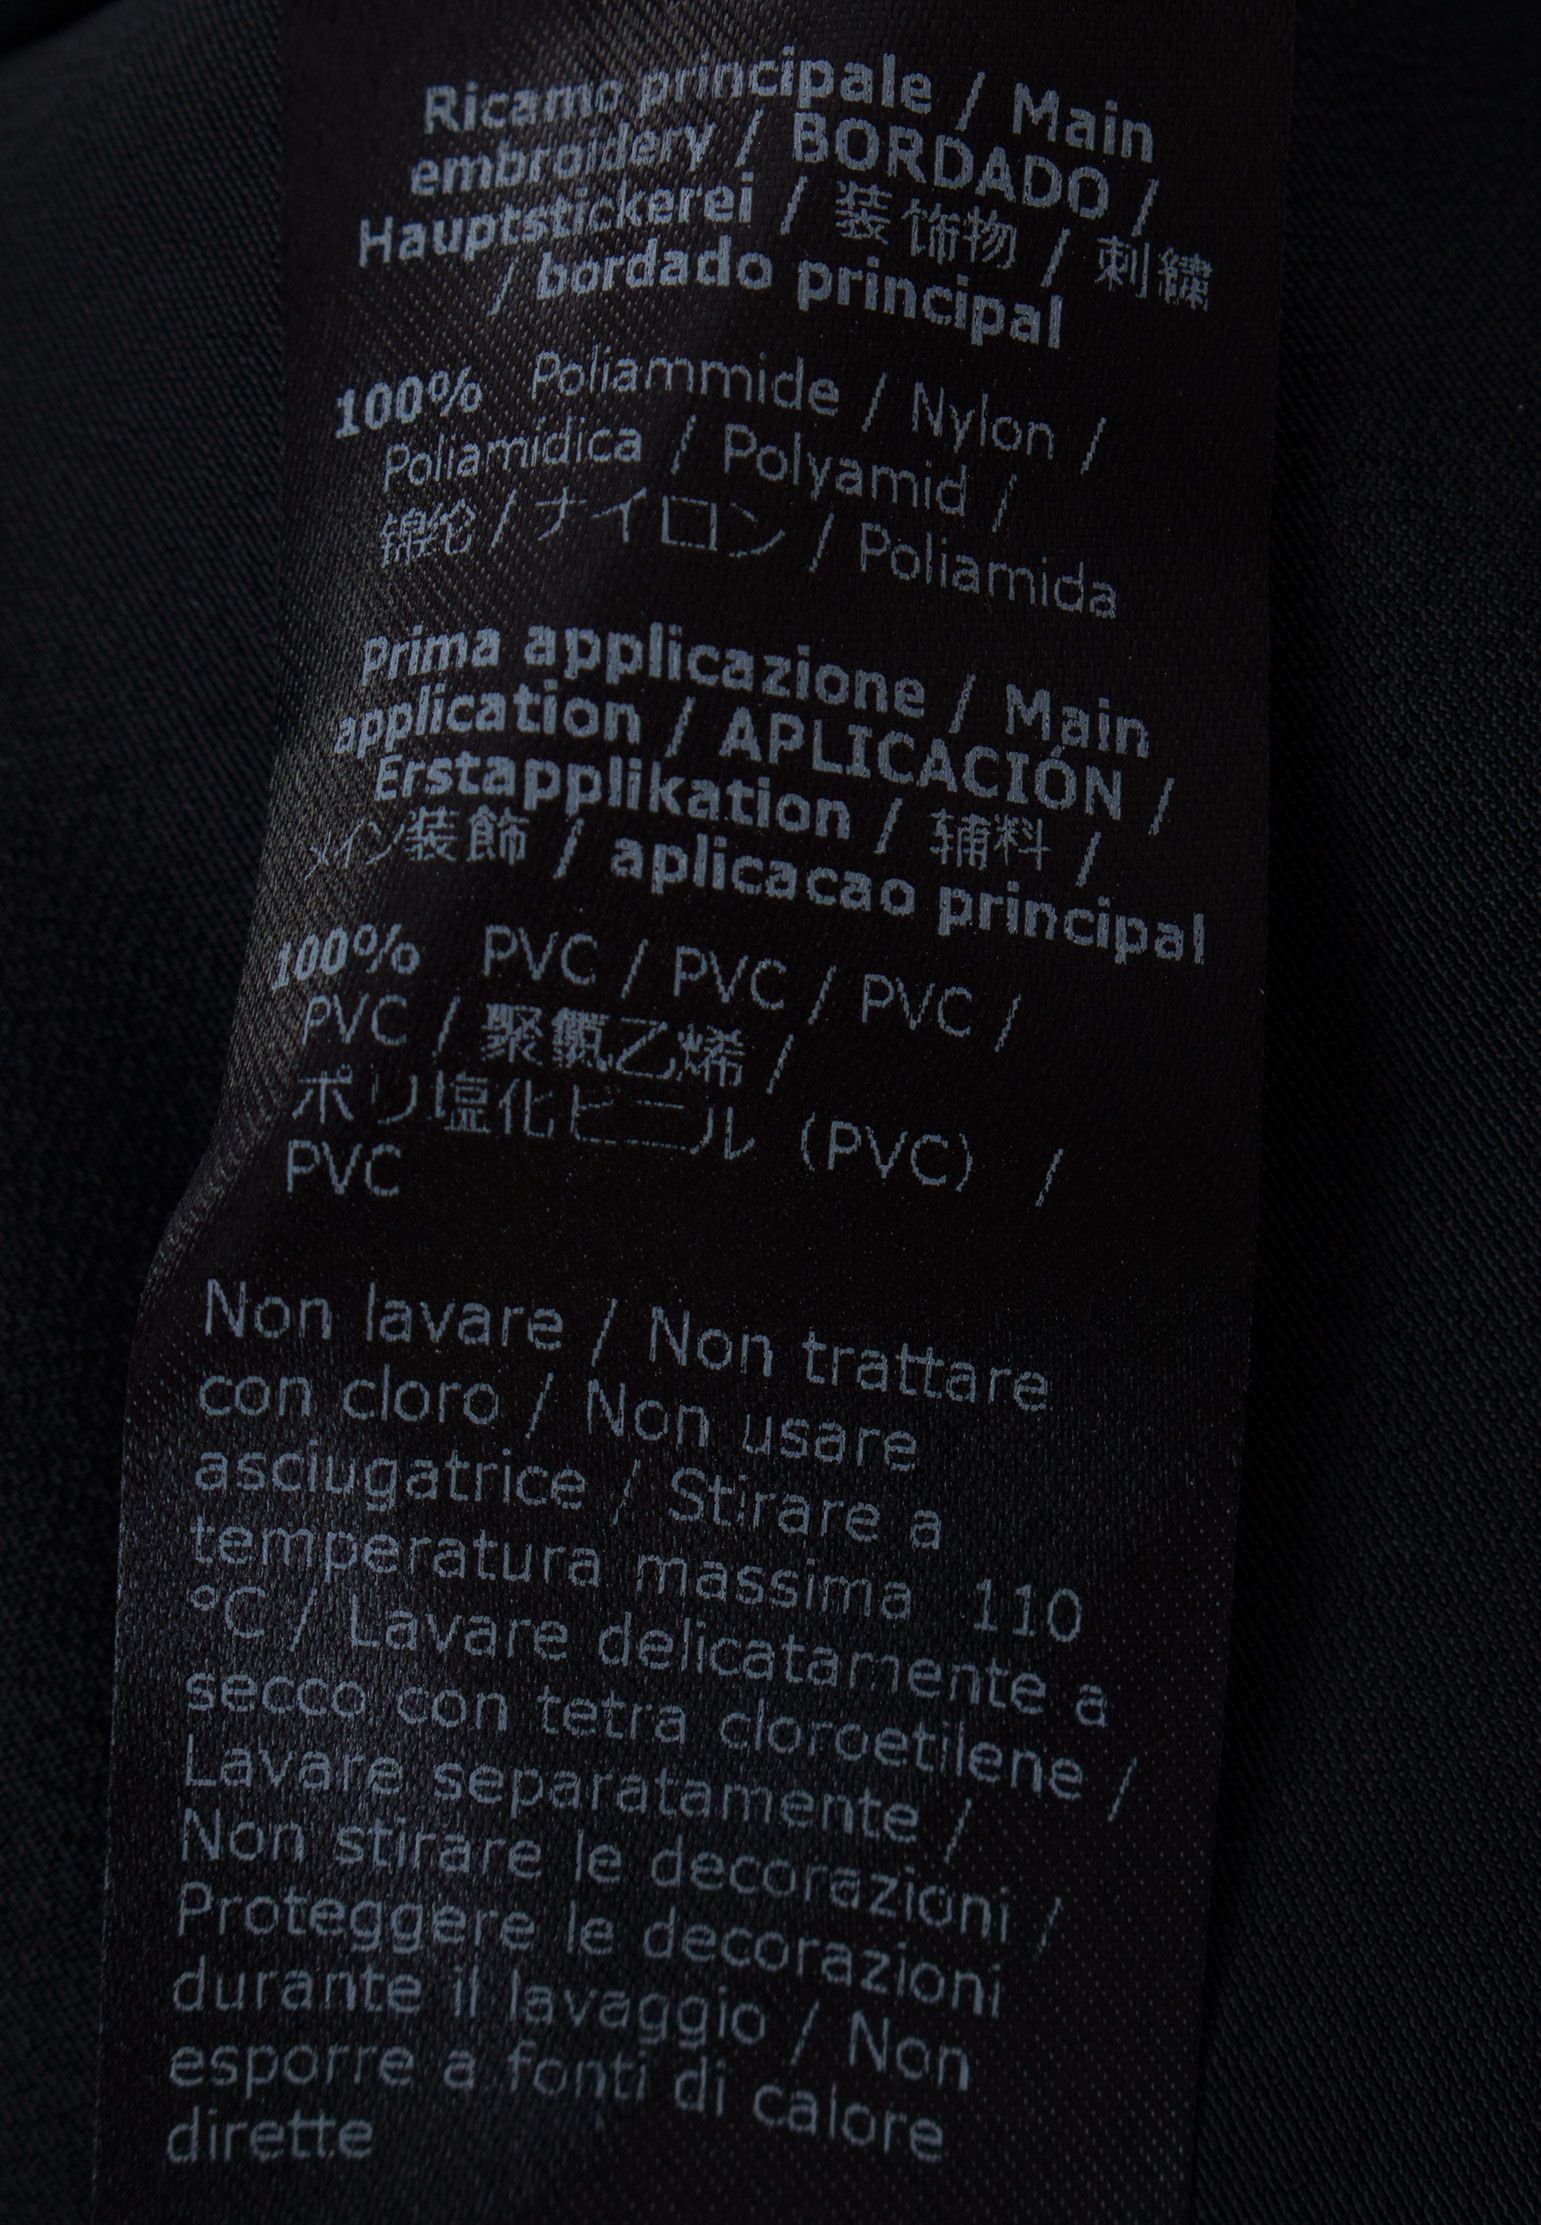 Ricamo principale / Main
embroidery / BORDADO /
Hauptstickerei / 装饰物 / 刺繍
/ bordado principal
100% Poliammide / Nylon /
Poliamidica / Polyamid /
锦纶 / ナイロン / Poliamida
Prima applicazione / Main
application / APLICACIÓN /
Erstapplikation / 辅料 /
メイン装飾 / aplicacao principal
100% PVC / PVC / PVC /
PVC / 聚氯乙烯 /
ポリ塩化ビニル（PVC） /
PVC
Non lavare / Non trattare
con cloro / Non usare
asciugatrice / Stirare a
temperatura massima 110
°C / Lavare delicatamente a
secco con tetra cloroetilene /
Lavare separatamente /
Non stirare le decorazioni /
Proteggere le decorazioni
durante il lavaggio / Non
esporre a fonti di calore
dirette